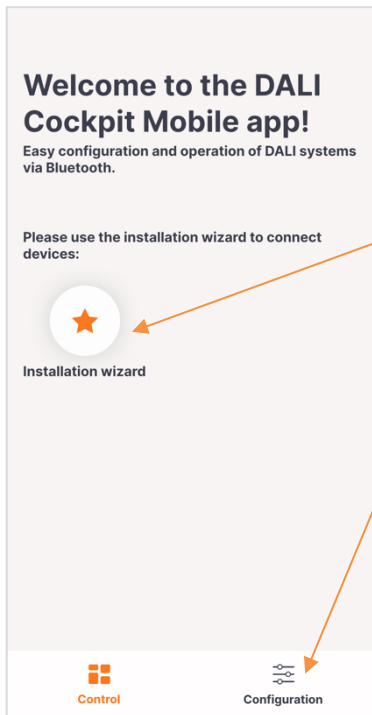 Welcome to the DALI
Cockpit Mobile app!
Easy configuration and operation of DALI systems
via Bluetooth.
Please use the installation wizard to connect
devices:
Installation wizard
Control
Configuration